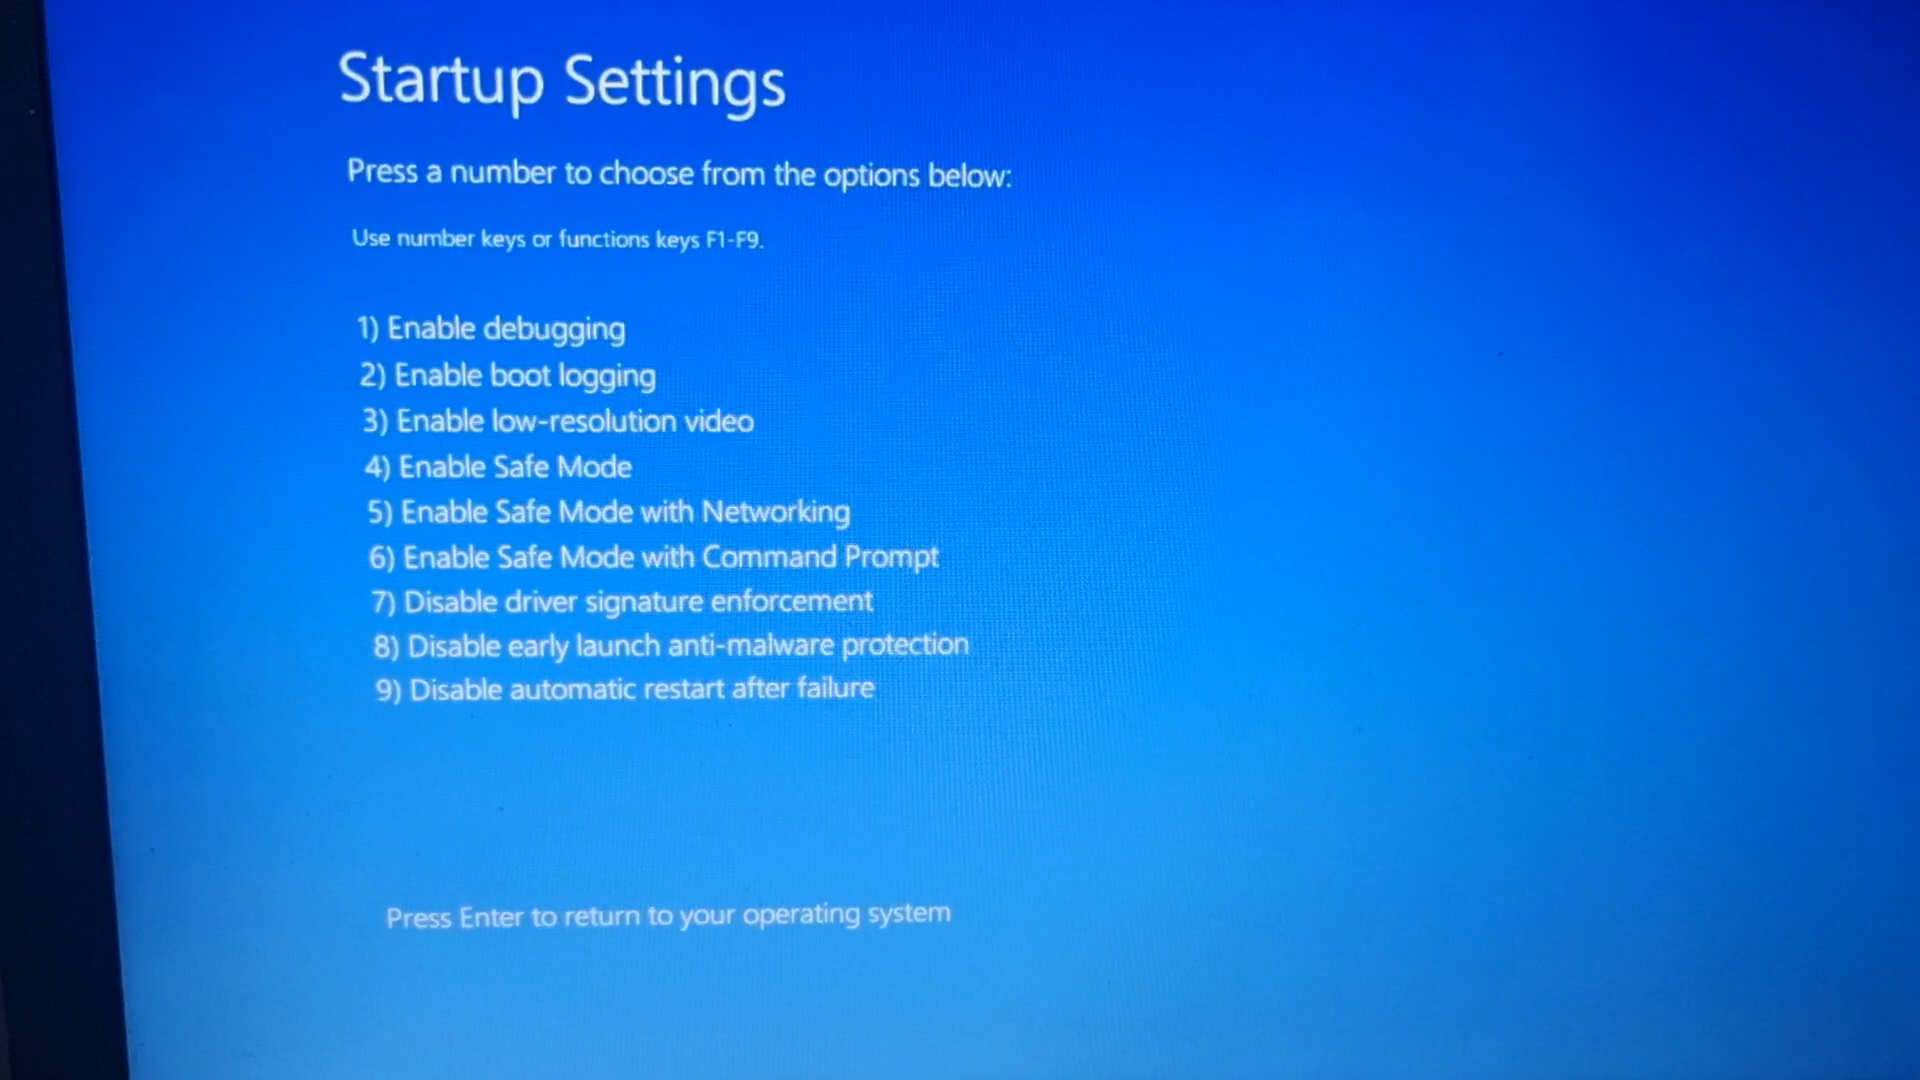 Startup Settings
Press a number to choose from the options below:
Use number keys or functions keys F1-F9.
1) Enable debugging
2) Enable boot logging
3) Enable low-resolution video
4) Enable Safe Mode
5) Enable Safe Mode with Networking
6) Enable Safe Mode with Command Prompt
7) Disable driver signature enforcement
8) Disable early launch anti-malware protection
9) Disable automatic restart after failure
Press Enter to return to your operating system